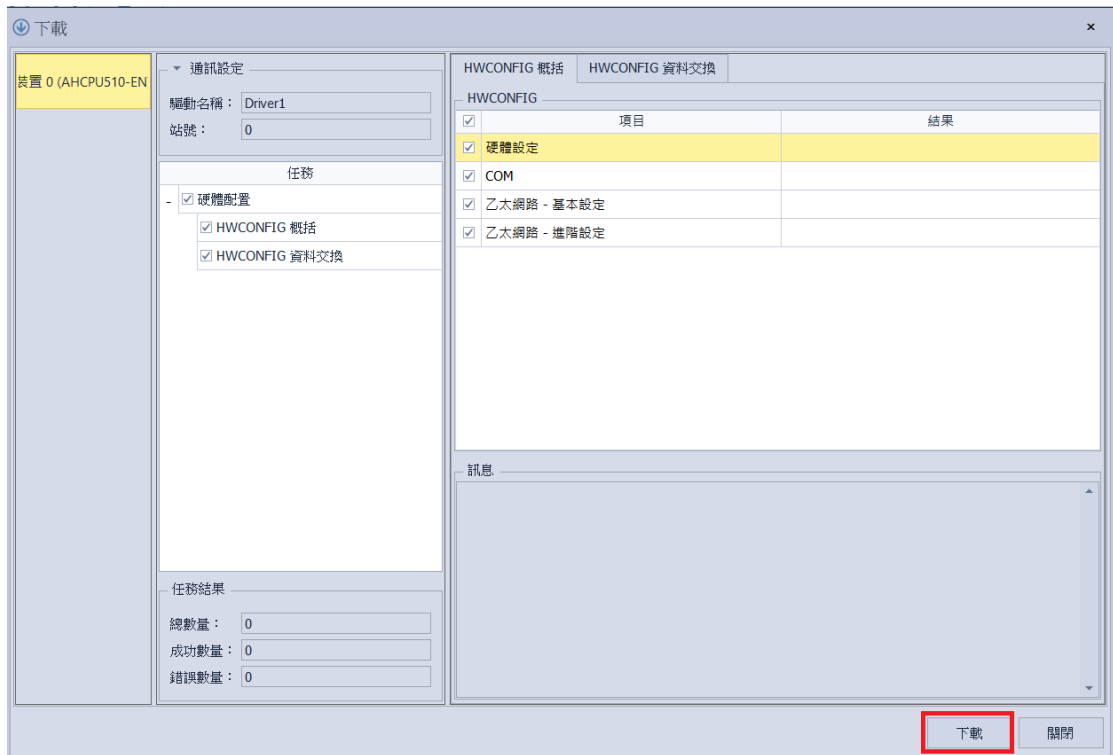 下載
裝置 0 (AHCPU510-EN
通訊設定
驅動名稱： Driver1
站號： 0
任務
硬體配置
HWCONFIG 概括
HWCONFIG 資料交換
任務結果
總數量： 0
成功數量： 0
錯誤數量： 0
HWCONFIG 概括 HWCONFIG 資料交換
HWCONFIG
項目 結果
硬體設定
COM
乙太網路 - 基本設定
乙太網路 - 進階設定
訊息
下載 關閉